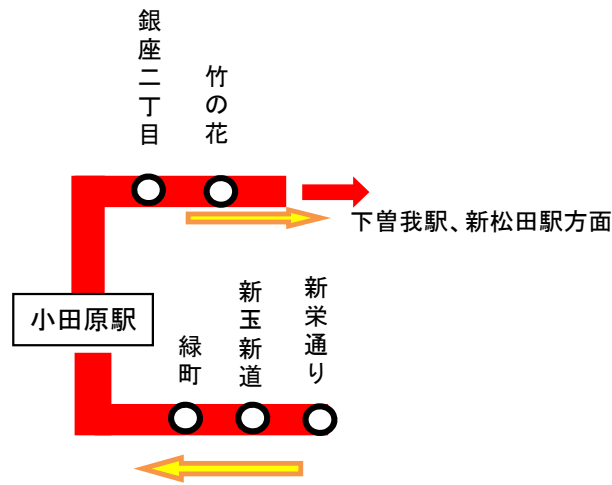 銀座二丁目
竹の花
下曽我駅、新松田駅方面
小田原駅
緑町
新玉新道
新栄通り